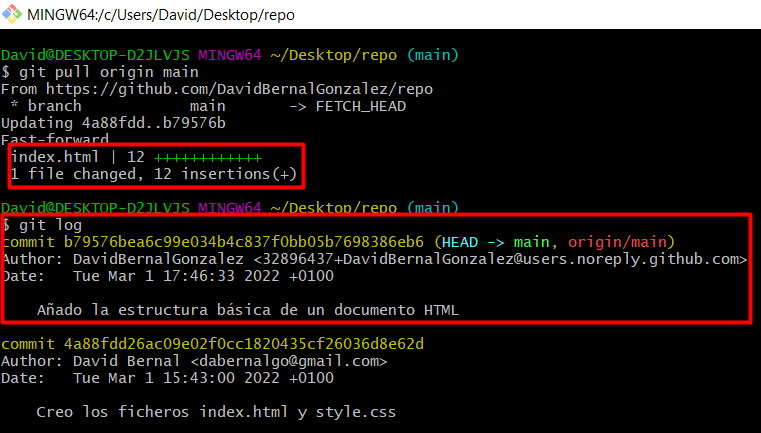 MINGW64:/c/Users/David/Desktop/repo
David@DESKTOP-D2JLVJS MINGW64 ~/Desktop/repo (main)
$ git pull origin main
From https://github.com/DavidBernalGonzalez/repo
* branch main -> FETCH_HEAD
Updating 4a88fdd..b79576b
Fast-forward
index.html | 12 ++++++++++++
1 file changed, 12 insertions(+)
David@DESKTOP-D2JLVJS MINGW64 ~/Desktop/repo (main)
$ git log
commit b79576bea6c99e034b4c837f0bb05b7698386eb6 (HEAD -> main, origin/main)
Author: DavidBernalGonzalez <32896437+DavidBernalGonzalez@users.noreply.github.com>
Date: Tue Mar 1 17:46:33 2022 +0100
Añado la estructura básica de un documento HTML
commit 4a88fdd26ac09e02f0cc1820435cf26036d8e62d
Author: David Bernal <dabernalgo@gmail.com>
Date: Tue Mar 1 15:43:00 2022 +0100
Creo los ficheros index.html y style.css